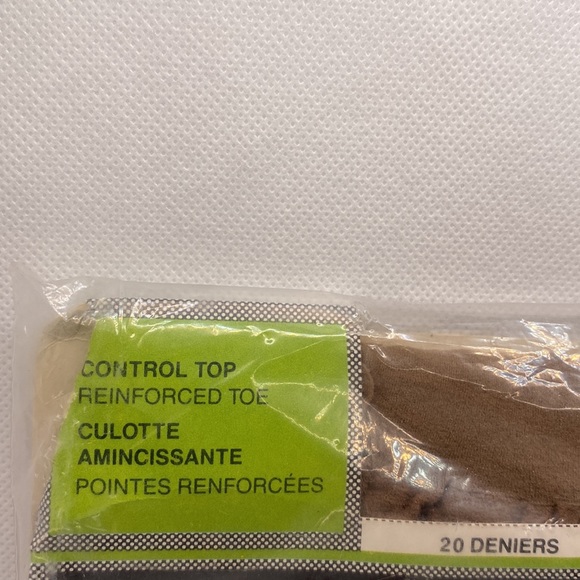 CONTROL TOP
REINFORCED TOE
CULOTTE
AMINCISSANTE
POINTES RENFORCÉES
20 DENIERS